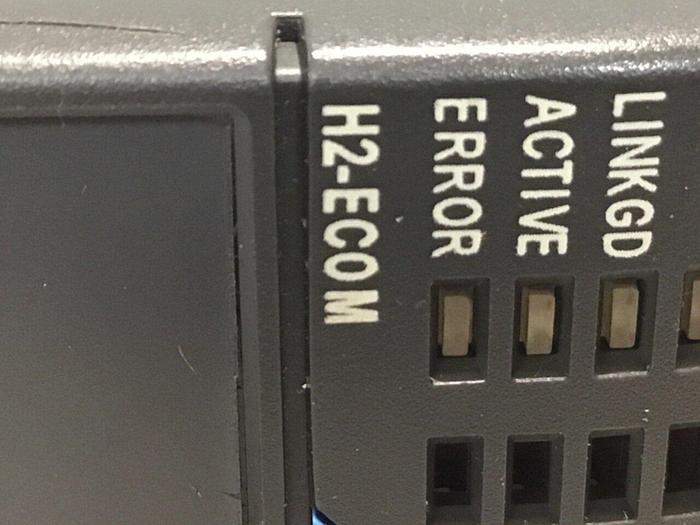 H2-ECOM
ERROR
ACTIVE
LINKGD